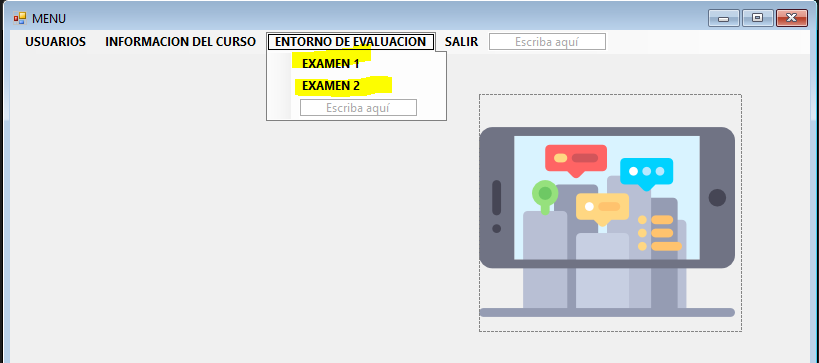 MENU
USUARIOS INFORMACION DEL CURSO ENTORNO DE EVALUACION SALIR Escriba aquí
EXAMEN 1
EXAMEN 2
Escriba aquí